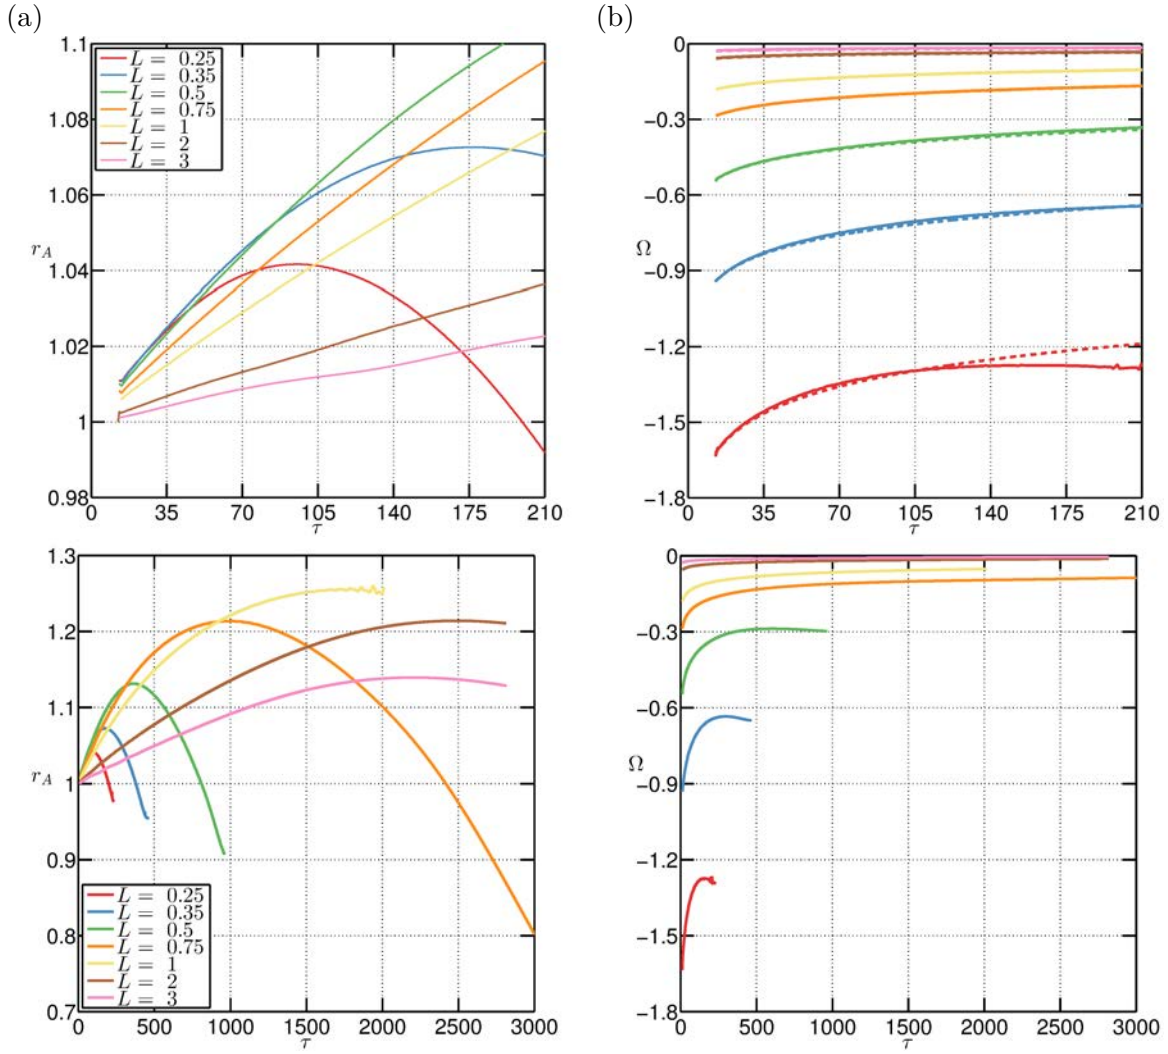 (a)
(b)
1.1
1.08
1.06
r_A
1.04
1.02
1
0.98
L = 0.25
L = 0.35
L = 0.5
L = 0.75
L = 1
L = 2
L = 3
0 35 70 105 140 175 210
τ
0
−0.3
−0.6
Ω
−0.9
−1.2
−1.5
−1.8
0 35 70 105 140 175 210
τ
1.3
1.2
1.1
r_A
1
0.9
0.8
0.7
L = 0.25
L = 0.35
L = 0.5
L = 0.75
L = 1
L = 2
L = 3
0 500 1000 1500 2000 2500 3000
τ
0
−0.3
−0.6
Ω
−0.9
−1.2
−1.5
−1.8
0 500 1000 1500 2000 2500 3000
τ